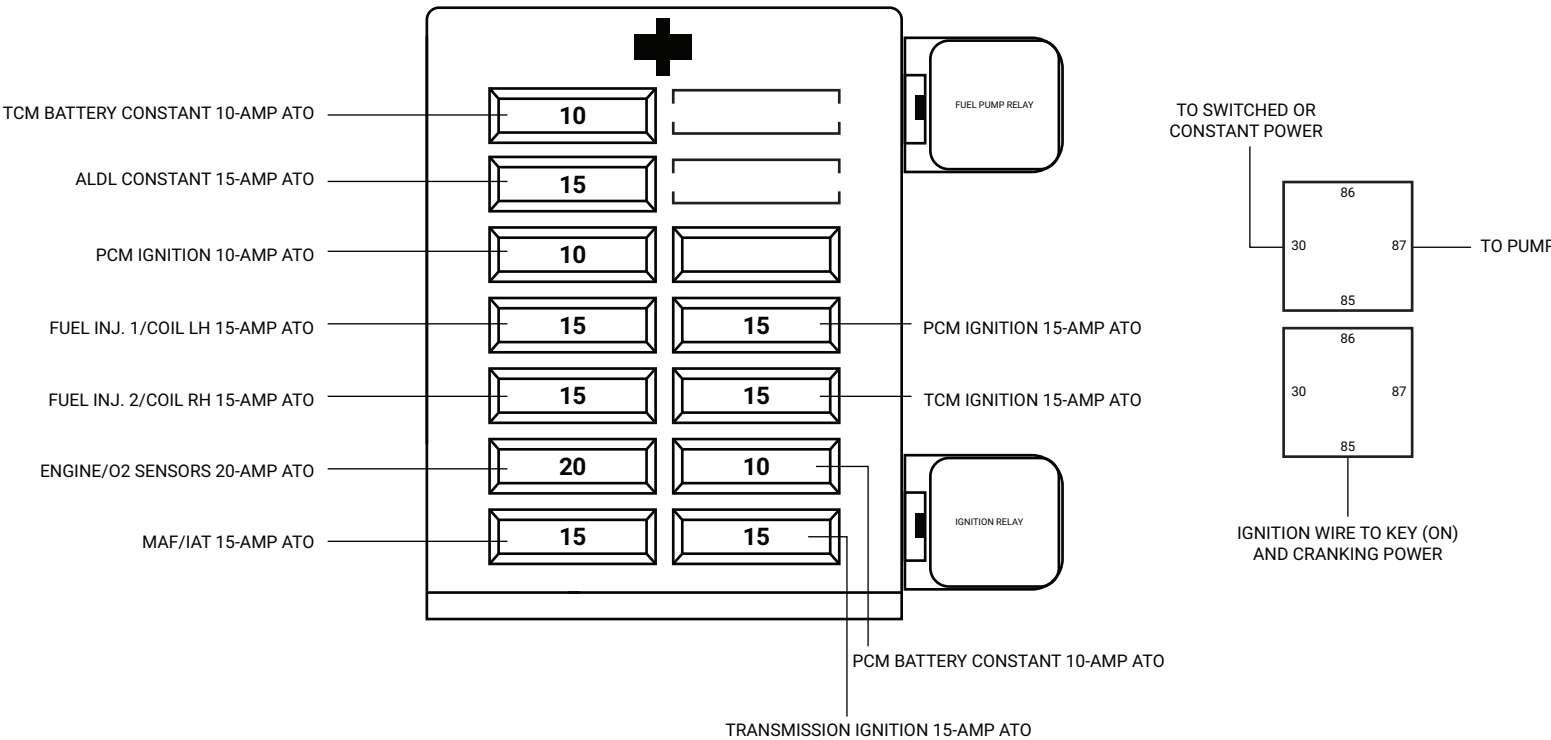 TCM BATTERY CONSTANT 10-AMP ATO
ALDL CONSTANT 15-AMP ATO
PCM IGNITION 10-AMP ATO
FUEL INJ. 1/COIL LH 15-AMP ATO
FUEL INJ. 2/COIL RH 15-AMP ATO
ENGINE/O2 SENSORS 20-AMP ATO
MAF/IAT 15-AMP ATO
10
15
10
15
15
20
15
15
15
10
15
PCM IGNITION 15-AMP ATO
TCM IGNITION 15-AMP ATO
PCM BATTERY CONSTANT 10-AMP ATO
TRANSMISSION IGNITION 15-AMP ATO
FUEL PUMP RELAY
IGNITION RELAY
TO SWITCHED OR
CONSTANT POWER
86
30
87
85
TO PUMP
86
30
87
85
IGNITION WIRE TO KEY (ON)
AND CRANKING POWER